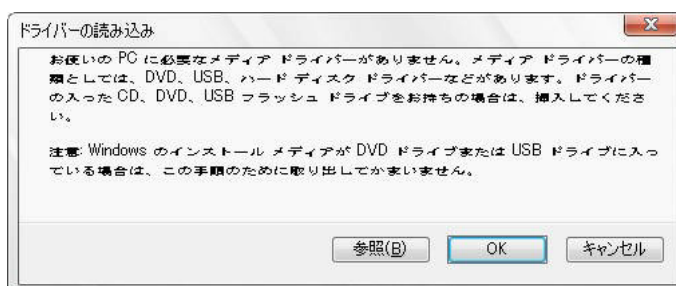 ドライバーの読み込み
お使いの PC に必要なメディア ドライバーがありません。メディア ドライバーの種
類としては、DVD、USB、ハード ディスク ドライバーなどがあります。ドライバー
の入った CD、DVD、USB フラッシュ ドライブをお持ちの場合は、挿入してくださ
い。
注意: Windows のインストール メディアが DVD ドライブまたは USB ドライブに入っ
ている場合は、この手順のために取り出してかまいません。
参照(B)
OK
キャンセル